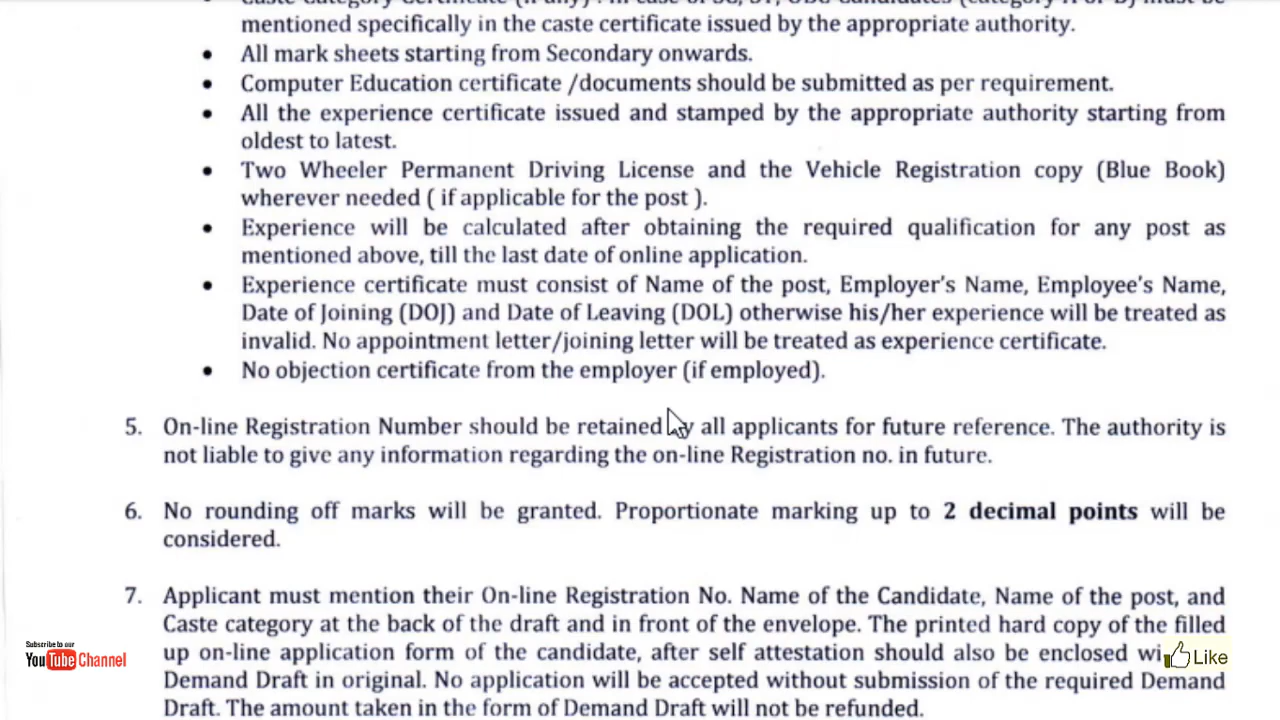 mentioned specifically in the caste certificate issued by the appropriate authority.
• All mark sheets starting from Secondary onwards.
• Computer Education certificate /documents should be submitted as per requirement.
• All the experience certificate issued and stamped by the appropriate authority starting from
oldest to latest.
• Two Wheeler Permanent Driving License and the Vehicle Registration copy (Blue Book)
wherever needed ( if applicable for the post ).
• Experience will be calculated after obtaining the required qualification for any post as
mentioned above, till the last date of online application.
• Experience certificate must consist of Name of the post, Employer's Name, Employee's Name,
Date of Joining (DOJ) and Date of Leaving (DOL) otherwise his/her experience will be treated as
invalid. No appointment letter/joining letter will be treated as experience certificate.
• No objection certificate from the employer (if employed).
5. On-line Registration Number should be retained by all applicants for future reference. The authority is
not liable to give any information regarding the on-line Registration no. in future.
6. No rounding off marks will be granted. Proportionate marking up to 2 decimal points will be
considered.
7. Applicant must mention their On-line Registration No. Name of the Candidate, Name of the post, and
Caste category at the back of the draft and in front of the envelope. The printed hard copy of the filled
up on-line application form of the candidate, after self attestation should also be enclosed
Demand Draft in original. No application will be accepted without submission of the required Demand
Draft. The amount taken in the form of Demand Draft will not be refunded.
Subscribe to our
YouTube Channel
Like